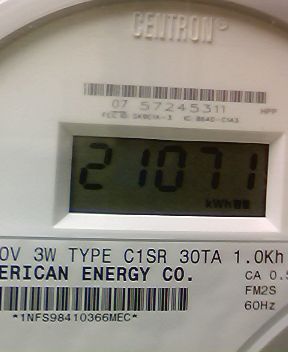 CENTRON®
07 57245311 HPP
21071
kWh
0V 3W TYPE C1SR 30TA 1.0Kh
ERICAN ENERGY CO.
CA 0.5
FM2S
60Hz
*1NFS98410366MEC*